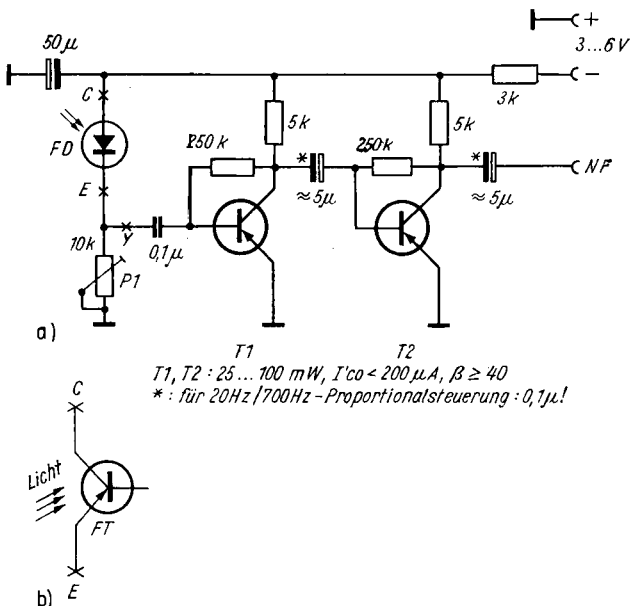 +
3...6V
50μ
−
C
3k
5k
5k
FD
250k
250k
*
*
NF
E
≈5μ
≈5μ
10k
y
0,1μ
P1
a)
T1
T2
T1, T2 : 25...100 mW, I'co < 200 μA, β ≥ 40
* : für 20Hz/700Hz-Proportionalsteuerung : 0,1μ!
C
Licht
FT
E
b)